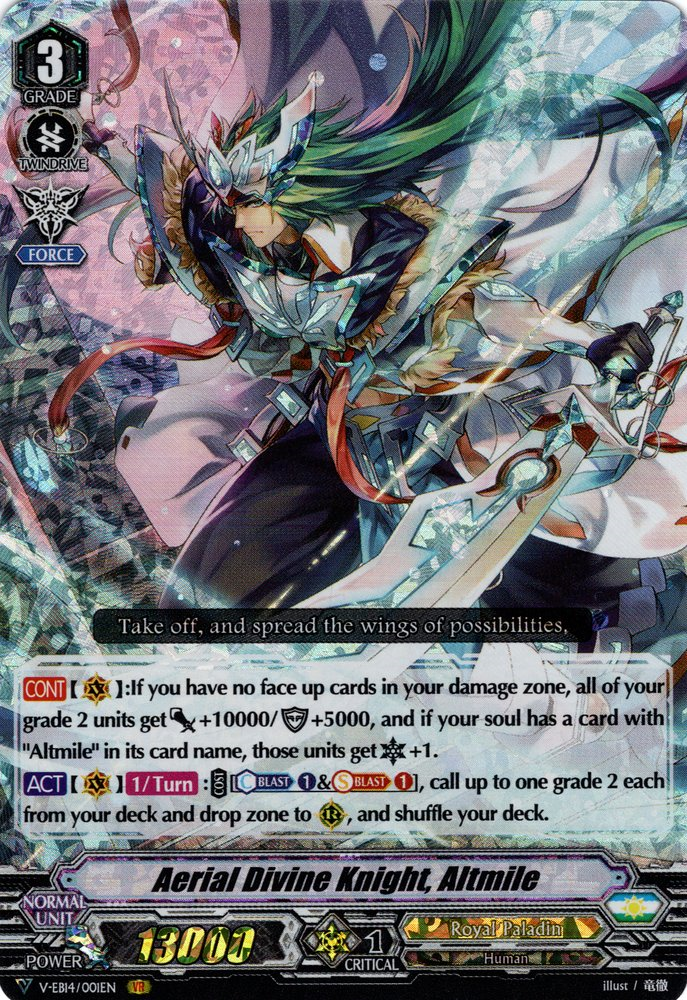 3
GRADE
TWINDRIVE
FORCE
Take off, and spread the wings of possibilities,
CONT【 】:If you have no face up cards in your damage zone, all of your
grade 2 units get +10000/ +5000, and if your soul has a card with
"Altmile" in its card name, those units get +1.
ACT【 】1/Turn :COST[C BLAST 1&S BLAST 1], call up to one grade 2 each
from your deck and drop zone to R, and shuffle your deck.
Aerial Divine Knight, Altmile
NORMAL
UNIT
POWER 13000 1 CRITICAL
Royal Paladin
Human
V-EB14/001EN VR illust / 竜徹